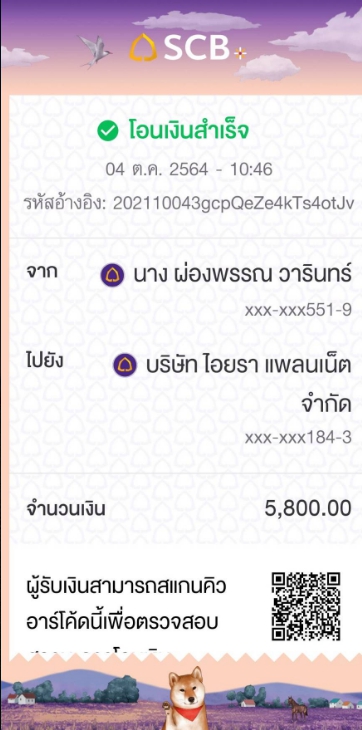 SCB+
โอนเงินสำเร็จ
04 ต.ค. 2564 - 10:46
รหัสอ้างอิง: 202110043gcpQeZe4kTs4otJv
จาก นาง ผ่องพรรณ วารินทร์
xxx-xxx551-9
ไปยัง บริษัท ไอยรา แพลนเน็ต
จำกัด
xxx-xxx184-3
จำนวนเงิน 5,800.00
ผู้รับเงินสามารถสแกนคิว
อาร์โค้ดนี้เพื่อตรวจสอบ